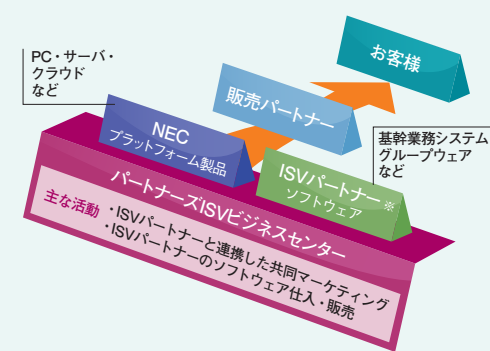 お客様
PC・サーバ・
クラウド
など
販売パートナー
NEC
プラットフォーム製品
基幹業務システム
グループウェア
など
ISVパートナー※
ソフトウェア
パートナーズISVビジネスセンター
主な活動
・ISVパートナーと連携した共同マーケティング
・ISVパートナーのソフトウェア仕入・販売